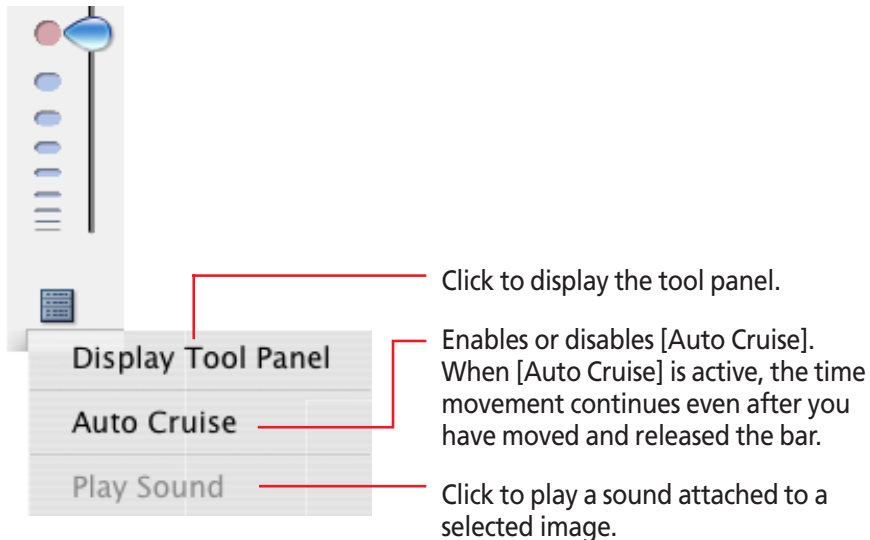 Click to display the tool panel.
Display Tool Panel
Enables or disables [Auto Cruise].
When [Auto Cruise] is active, the time
movement continues even after you
have moved and released the bar.
Auto Cruise
Play Sound
Click to play a sound attached to a
selected image.